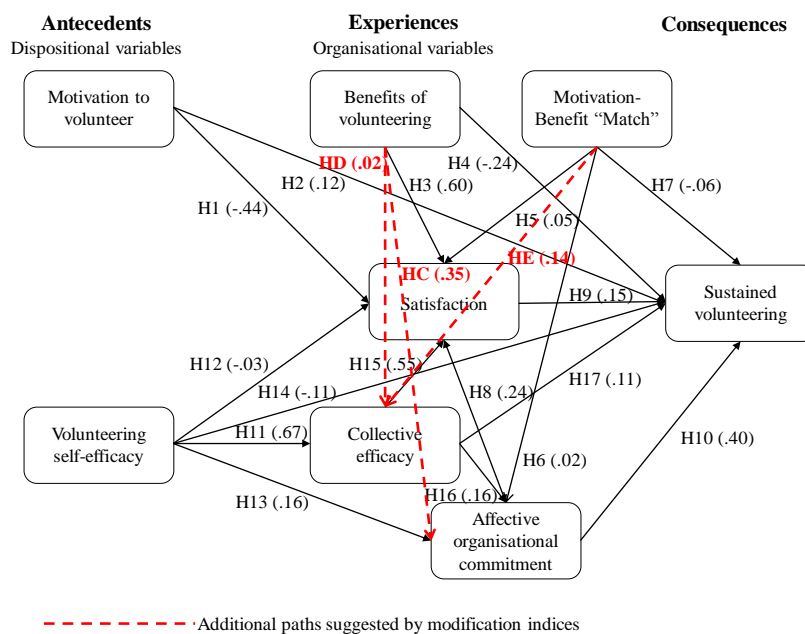 Antecedents
Experiences
Consequences
Dispositional variables
Organisational variables
Motivation to
volunteer
Benefits of
volunteering
Motivation-
Benefit “Match”
HD (.02)
H4 (-.24)
H3 (.60)
H7 (-.06)
H2 (.12)
H1 (-.44)
H5 (.05)
HE (.14)
HC (.35)
Satisfaction
H9 (.15)
Sustained
volunteering
H12 (-.03)
H15 (.55)
H17 (.11)
H14 (-.11)
H8 (.24)
Volunteering
self-efficacy
H11 (.67)
Collective
efficacy
H10 (.40)
H6 (.02)
H13 (.16)
H16 (.16)
Affective
organisational
commitment
Additional paths suggested by modification indices